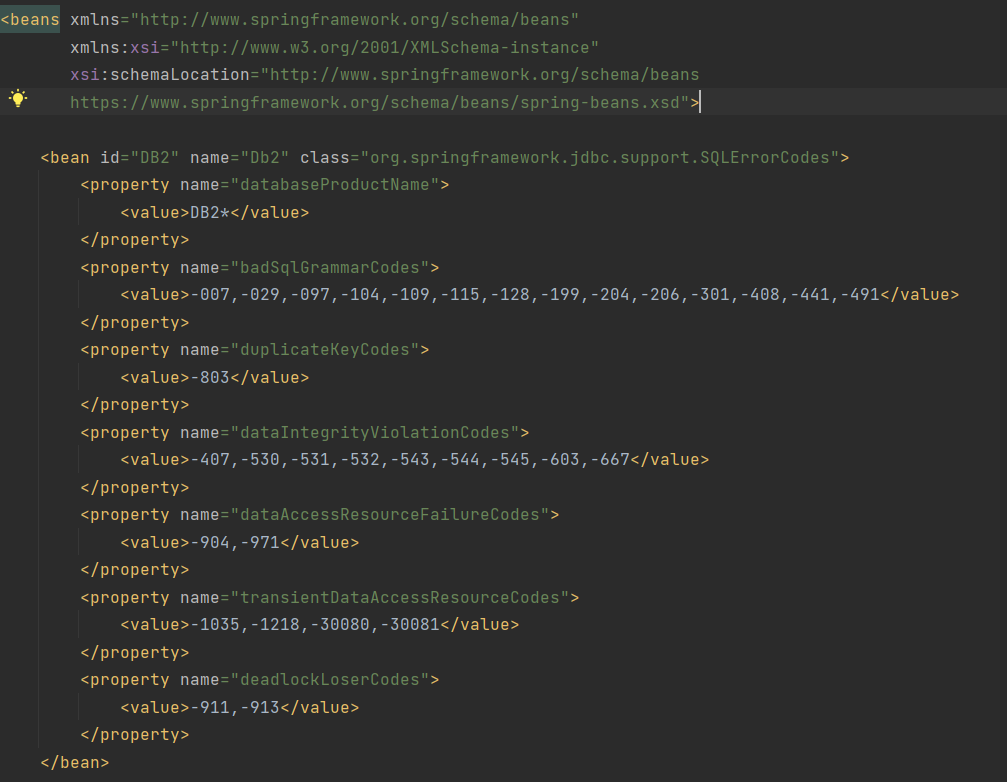 <beans xmlns="http://www.springframework.org/schema/beans"
       xmlns:xsi="http://www.w3.org/2001/XMLSchema-instance"
       xsi:schemaLocation="http://www.springframework.org/schema/beans
       https://www.springframework.org/schema/beans/spring-beans.xsd">
    <bean id="DB2" name="Db2" class="org.springframework.jdbc.support.SQLErrorCodes">
        <property name="databaseProductName">
            <value>DB2*</value>
        </property>
        <property name="badSqlGrammarCodes">
            <value>-007,-029,-097,-104,-109,-115,-128,-199,-204,-206,-301,-408,-441,-491</value>
        </property>
        <property name="duplicateKeyCodes">
            <value>-803</value>
        </property>
        <property name="dataIntegrityViolationCodes">
            <value>-407,-530,-531,-532,-543,-544,-545,-603,-667</value>
        </property>
        <property name="dataAccessResourceFailureCodes">
            <value>-904,-971</value>
        </property>
        <property name="transientDataAccessResourceCodes">
            <value>-1035,-1218,-30080,-30081</value>
        </property>
        <property name="deadlockLoserCodes">
            <value>-911,-913</value>
        </property>
    </bean>